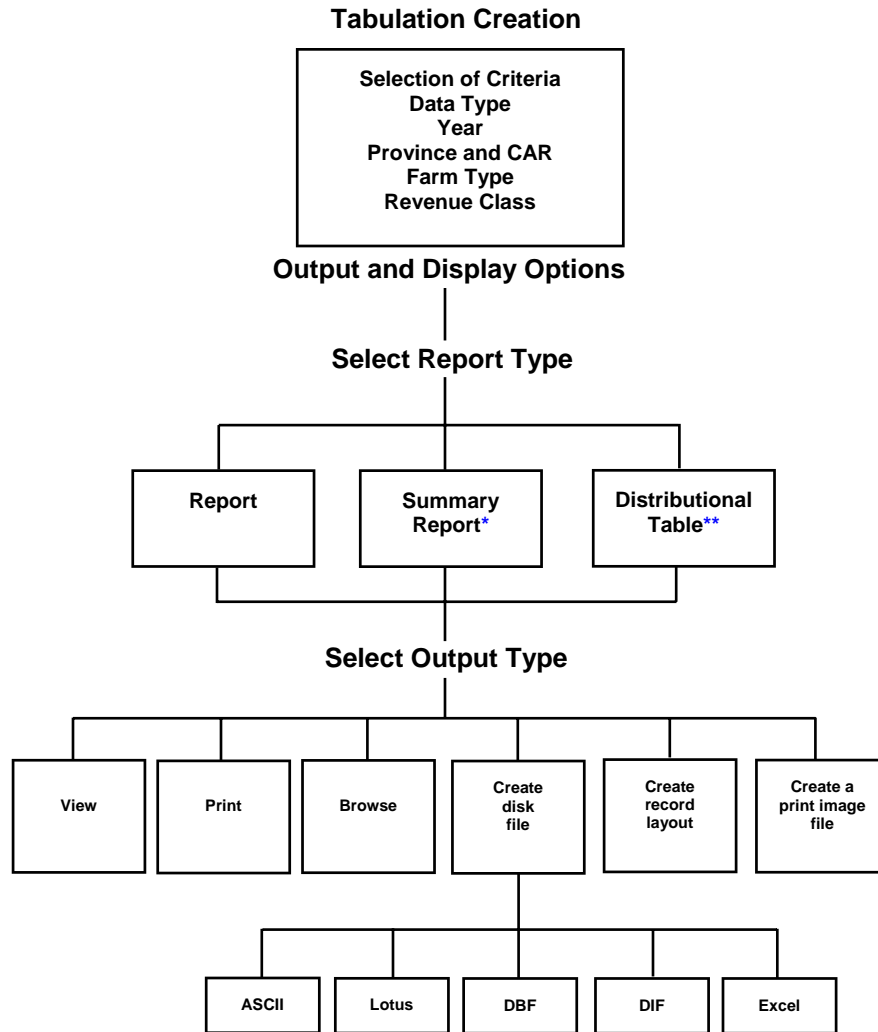 Tabulation Creation
Selection of Criteria
Data Type
Year
Province and CAR
Farm Type
Revenue Class
Output and Display Options
Select Report Type
Report
Summary
Report*
Distributional
Table**
Select Output Type
View
Print
Browse
Create
disk
file
Create
record
layout
Create a
print image
file
ASCII
Lotus
DBF
DIF
Excel